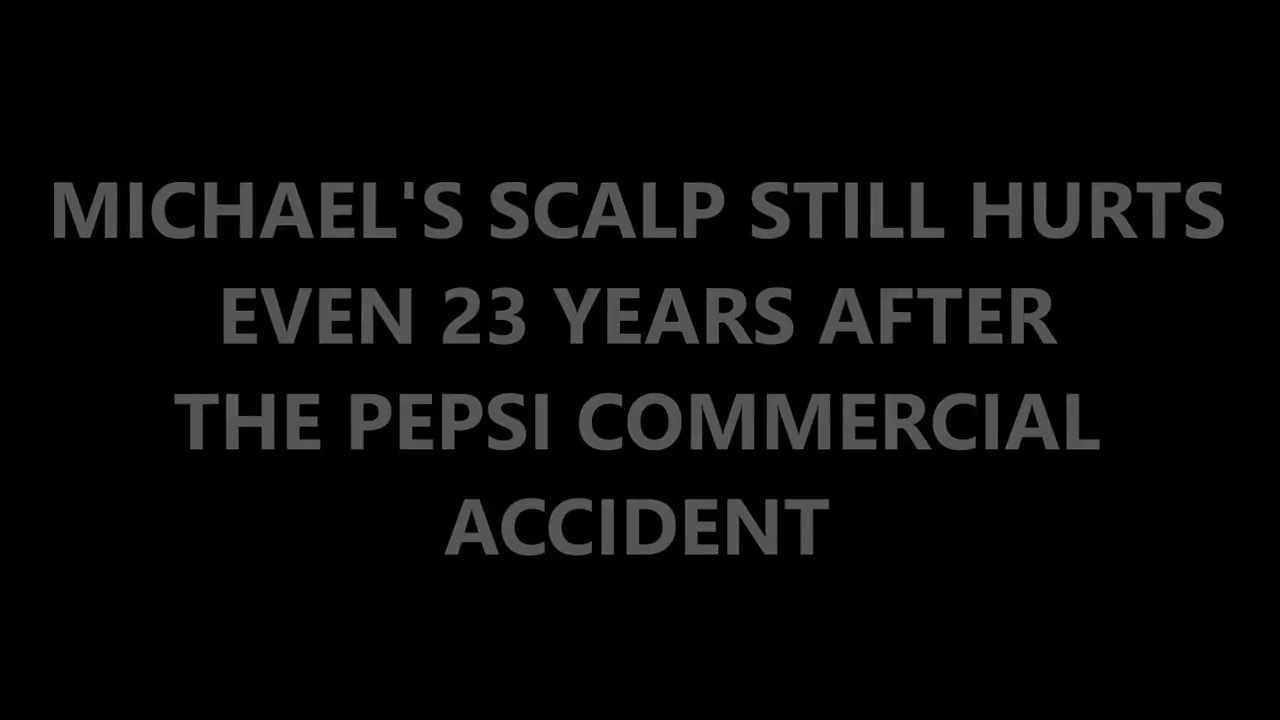 MICHAEL'S SCALP STILL HURTS
EVEN 23 YEARS AFTER
THE PEPSI COMMERCIAL
ACCIDENT